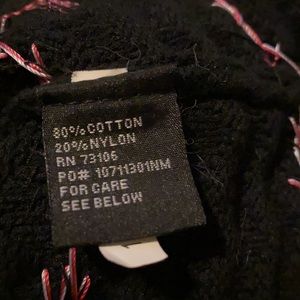 80% COTTON
20% NYLON
RN 73106
PO# 10711301NM
FOR CARE
SEE BELOW